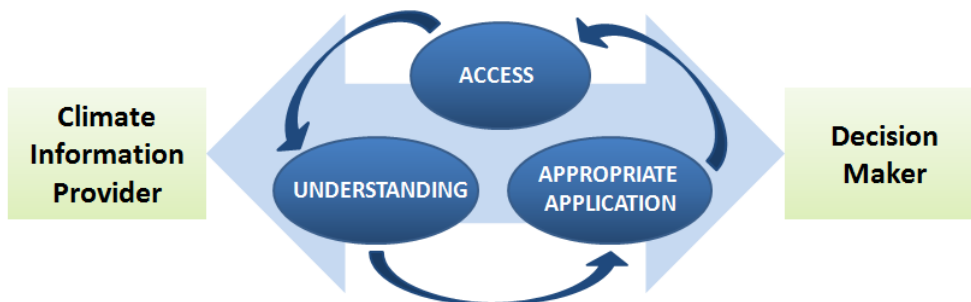 Climate
Information
Provider
ACCESS
UNDERSTANDING
APPROPRIATE
APPLICATION
Decision
Maker